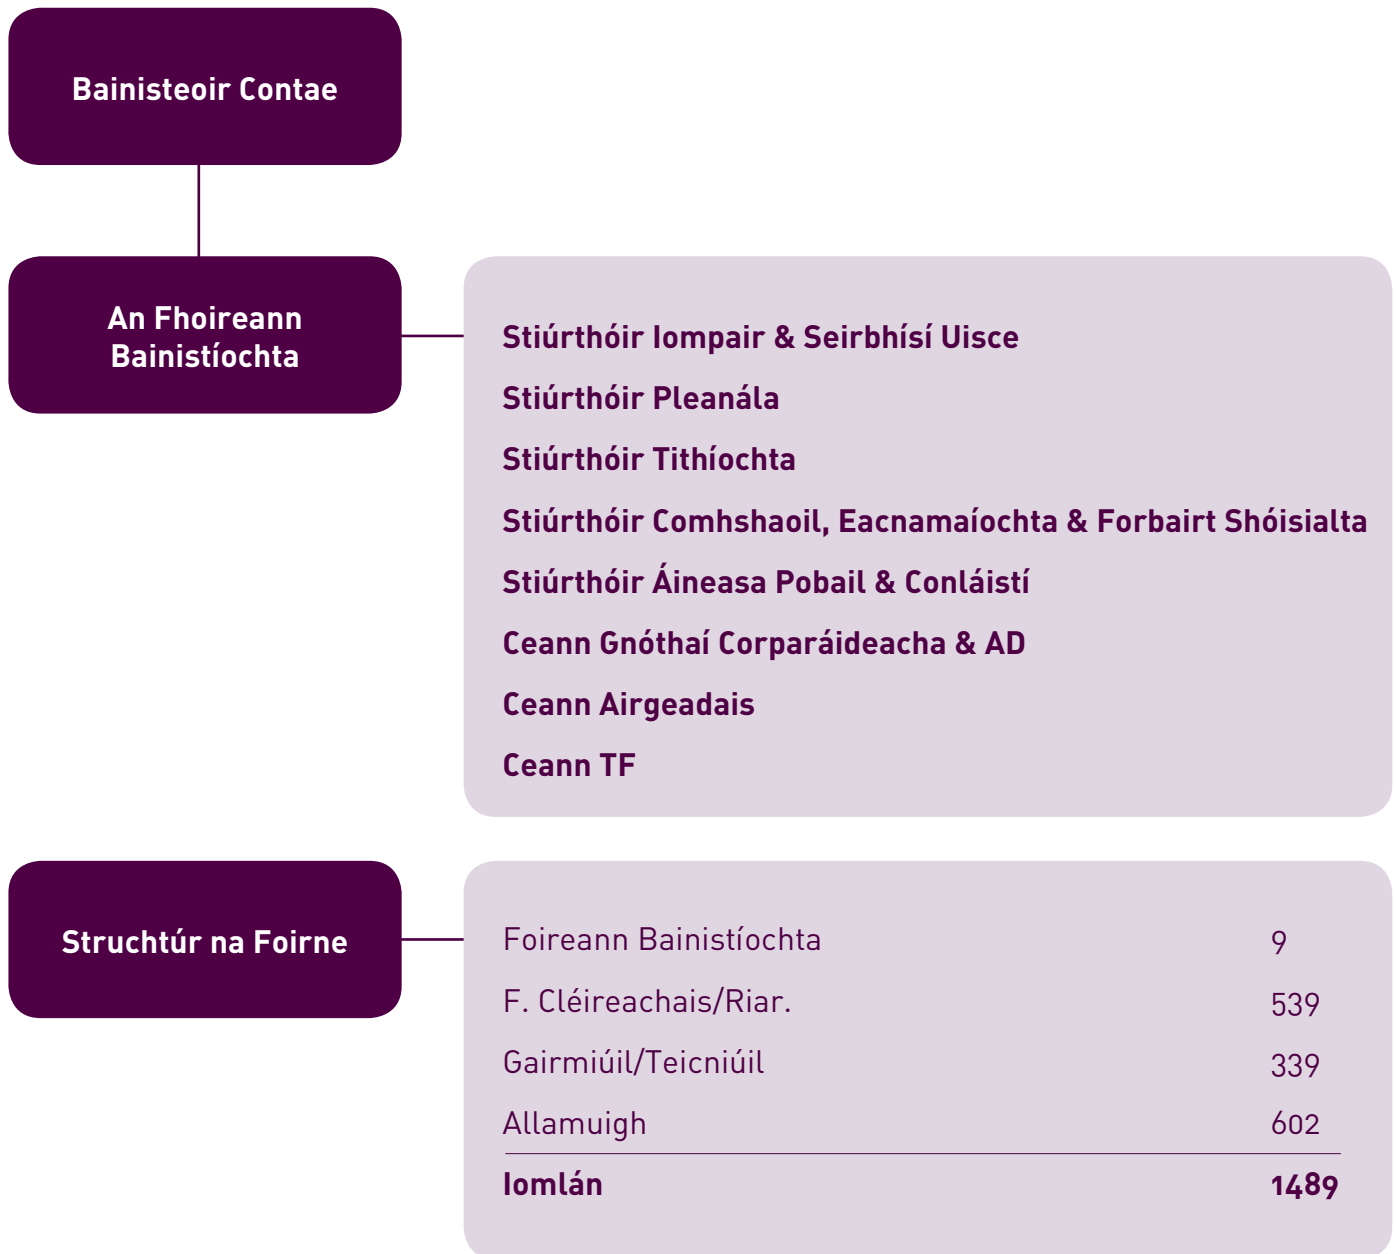 Bainisteoir Contae
An Fhoireann
Bainistíochta
Stiúrthóir Iompair & Seirbhísí Uisce
Stiúrthóir Pleanála
Stiúrthóir Tithíochta
Stiúrthóir Comhshaoil, Eacnamaíochta & Forbairt Shóisialta
Stiúrthóir Áineasa Pobail & Conláistí
Ceann Gnóthaí Corparáideacha & AD
Ceann Airgeadais
Ceann TF
Struchtúr na Foirne
Foireann Bainistíochta 9
F. Cléireachais/Riar. 539
Gairmiúil/Teicniúil 339
Allamuigh 602
Iomlán 1489